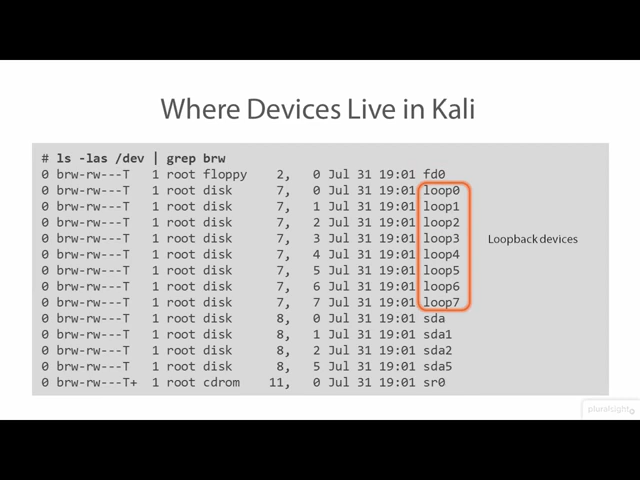 Where Devices Live in Kali
# ls -las /dev | grep brw
0 brw-rw---T 1 root floppy 2, 0 Jul 31 19:01 fd0
0 brw-rw---T 1 root disk 7, 0 Jul 31 19:01 loop0
0 brw-rw---T 1 root disk 7, 1 Jul 31 19:01 loop1
0 brw-rw---T 1 root disk 7, 2 Jul 31 19:01 loop2
0 brw-rw---T 1 root disk 7, 3 Jul 31 19:01 loop3 Loopback devices
0 brw-rw---T 1 root disk 7, 4 Jul 31 19:01 loop4
0 brw-rw---T 1 root disk 7, 5 Jul 31 19:01 loop5
0 brw-rw---T 1 root disk 7, 6 Jul 31 19:01 loop6
0 brw-rw---T 1 root disk 7, 7 Jul 31 19:01 loop7
0 brw-rw---T 1 root disk 8, 0 Jul 31 19:01 sda
0 brw-rw---T 1 root disk 8, 1 Jul 31 19:01 sda1
0 brw-rw---T 1 root disk 8, 2 Jul 31 19:01 sda2
0 brw-rw---T 1 root disk 8, 5 Jul 31 19:01 sda5
0 brw-rw---T+ 1 root cdrom 11, 0 Jul 31 19:01 sr0
pluralsight